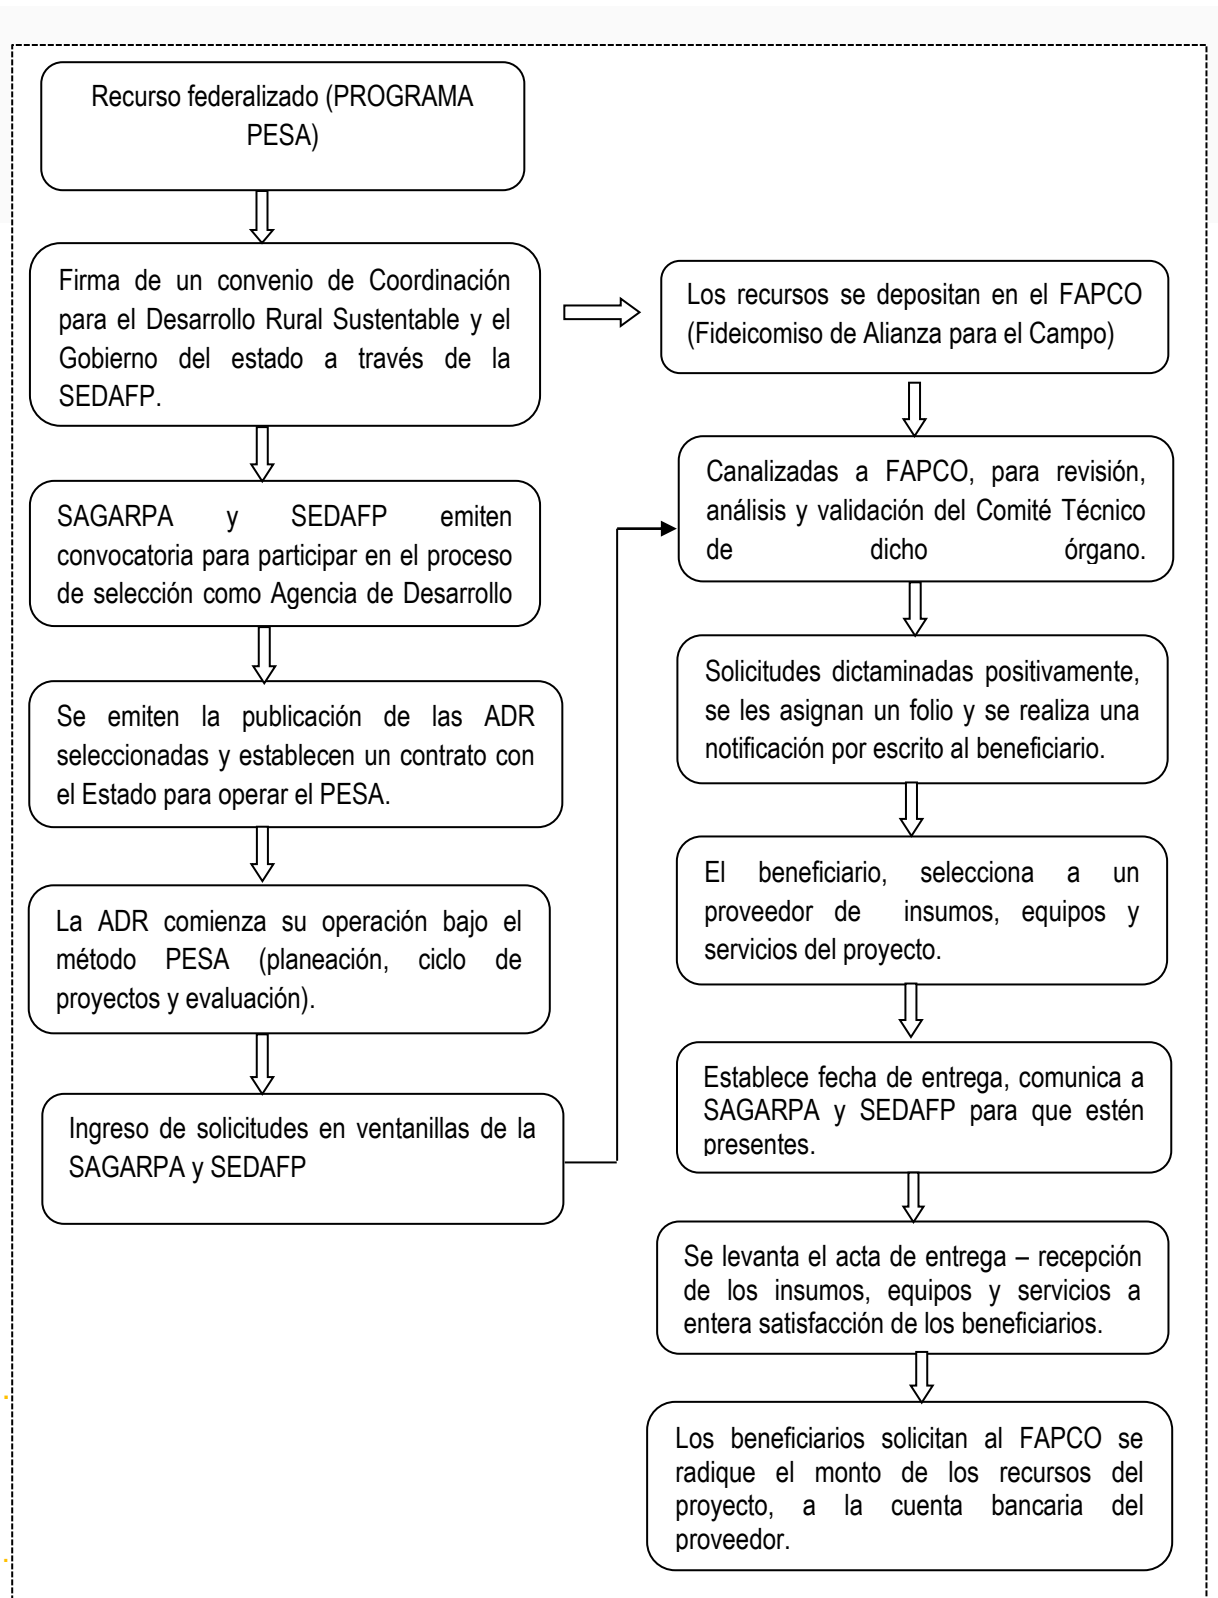 Recurso federalizado (PROGRAMA
PESA)
Firma de un convenio de Coordinación
para el Desarrollo Rural Sustentable y el
Gobierno del estado a través de la
SEDAFP.
SAGARPA y SEDAFP emiten
convocatoria para participar en el proceso
de selección como Agencia de Desarrollo
Se emiten la publicación de las ADR
seleccionadas y establecen un contrato con
el Estado para operar el PESA.
La ADR comienza su operación bajo el
método PESA (planeación, ciclo de
proyectos y evaluación).
Ingreso de solicitudes en ventanillas de la
SAGARPA y SEDAFP
Los recursos se depositan en el FAPCO
(Fideicomiso de Alianza para el Campo)
Canalizadas a FAPCO, para revisión,
análisis y validación del Comité Técnico
de dicho órgano.
Solicitudes dictaminadas positivamente,
se les asignan un folio y se realiza una
notificación por escrito al beneficiario.
El beneficiario, selecciona a un
proveedor de insumos, equipos y
servicios del proyecto.
Establece fecha de entrega, comunica a
SAGARPA y SEDAFP para que estén
presentes.
Se levanta el acta de entrega – recepción
de los insumos, equipos y servicios a
entera satisfacción de los beneficiarios.
Los beneficiarios solicitan al FAPCO se
radique el monto de los recursos del
proyecto, a la cuenta bancaria del
proveedor.